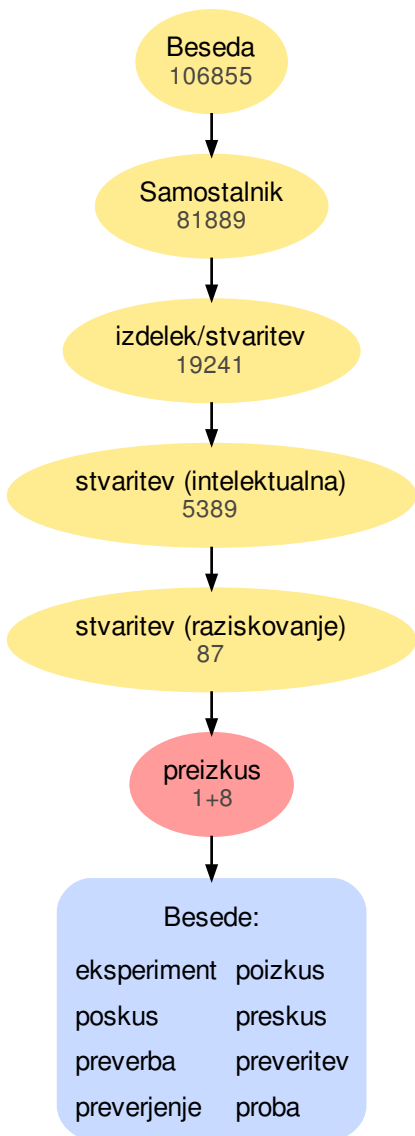 Beseda
106855
Samostalnik
81889
izdelek/stvaritev
19241
stvaritev (intelektualna)
5389
stvaritev (raziskovanje)
87
preizkus
1+8
Besede:
eksperiment poizkus
poskus preskus
preverba preveritev
preverjenje proba